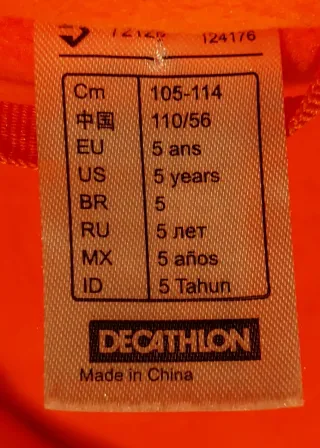 124176
Cm 105-114
中国 110/56
EU 5 ans
US 5 years
BR 5
RU 5 лет
MX 5 años
ID 5 Tahun
DECATHLON
Made in China